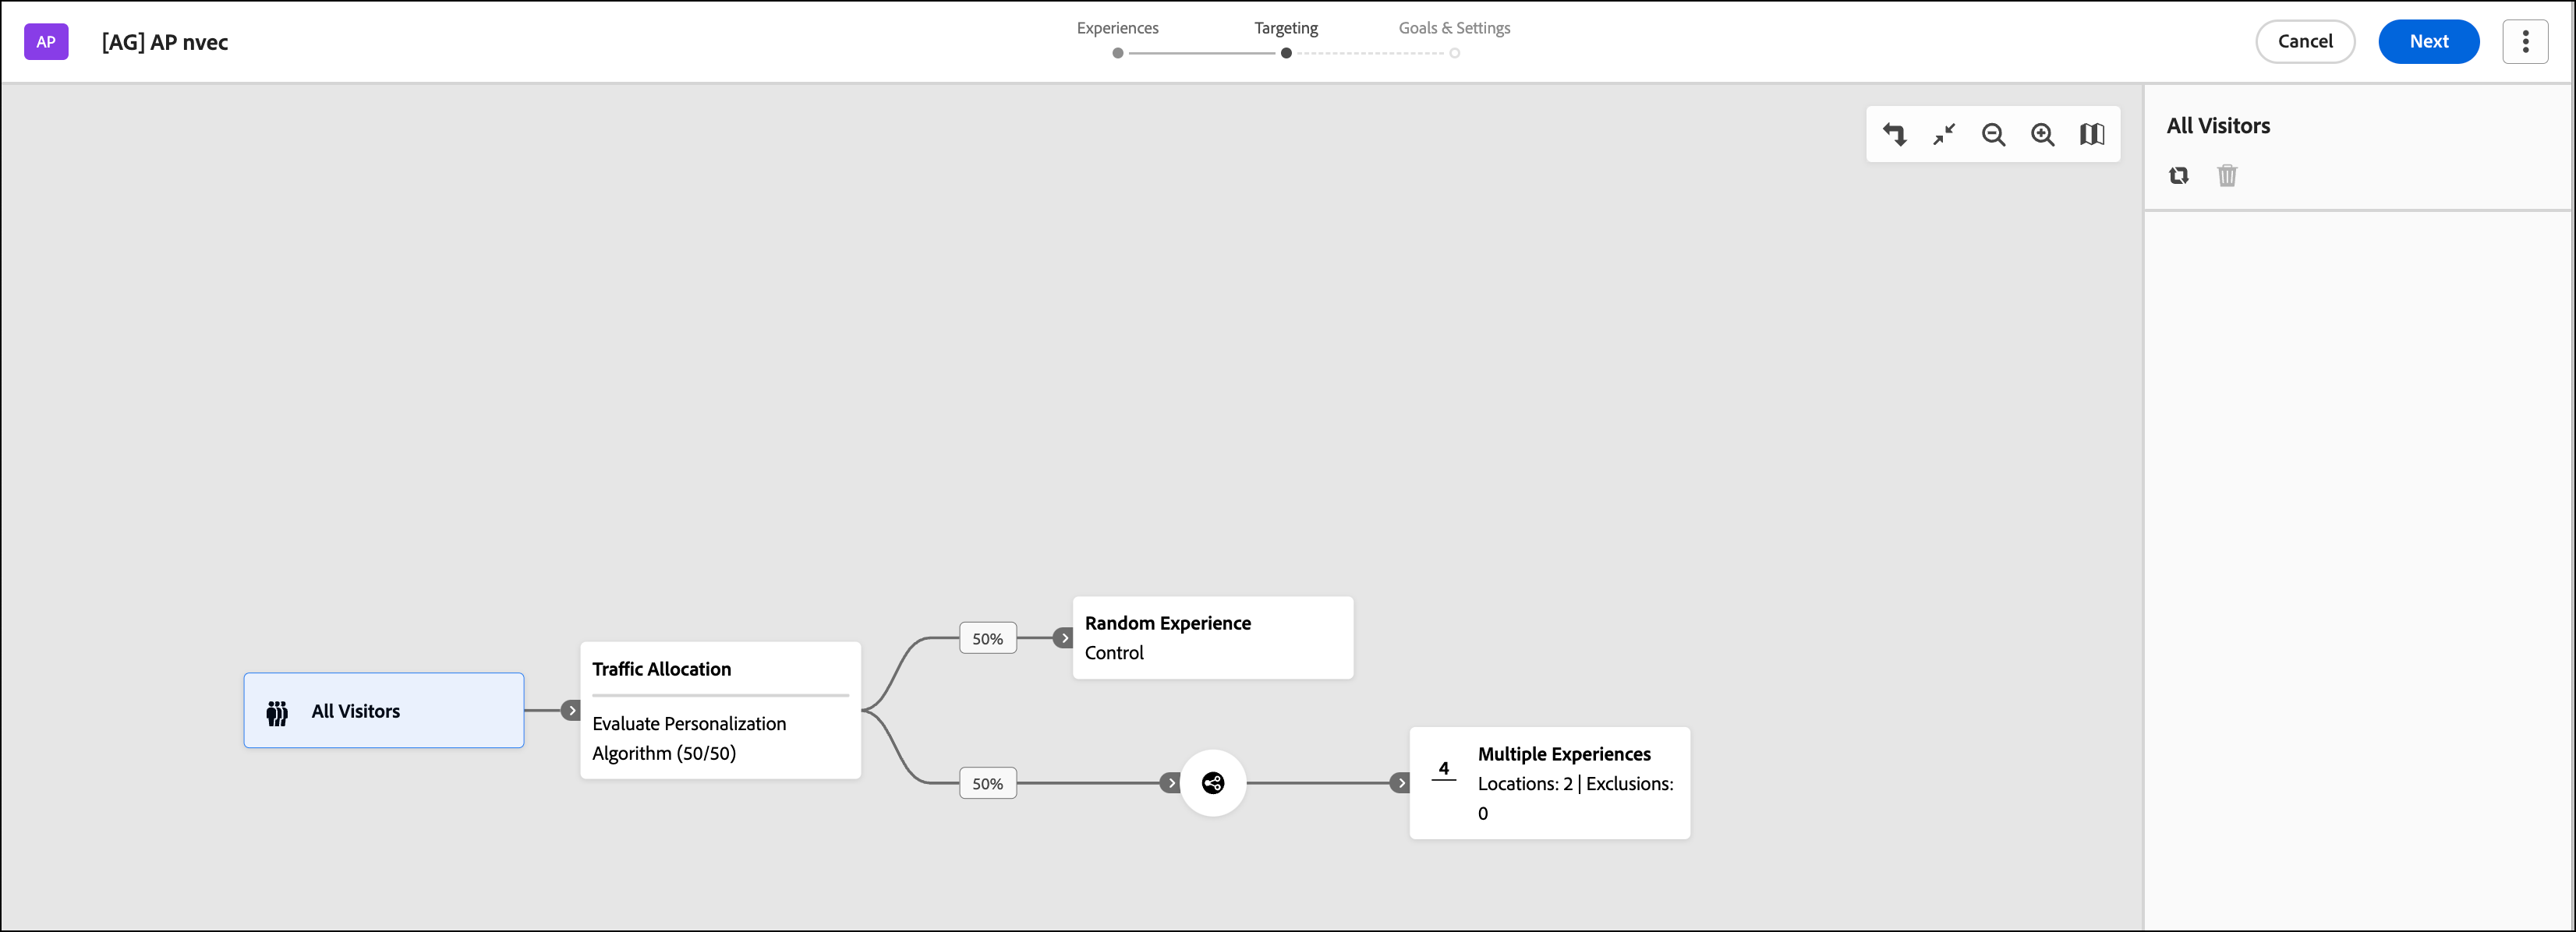 AP
[AG] AP nvec
Experiences
Targeting
Goals & Settings
Cancel
Next
All Visitors
All Visitors
Traffic Allocation
Evaluate Personalization
Algorithm (50/50)
50%
Random Experience
Control
50%
4
Multiple Experiences
Locations: 2 | Exclusions:
0